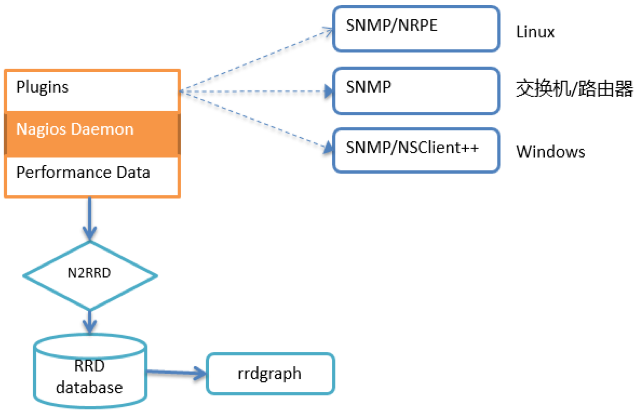 SNMP/NRPE
Linux
Plugins
SNMP
交换机/路由器
Nagios Daemon
SNMP/NSClient++
Windows
Performance Data
N2RRD
RRD
database
rrdgraph